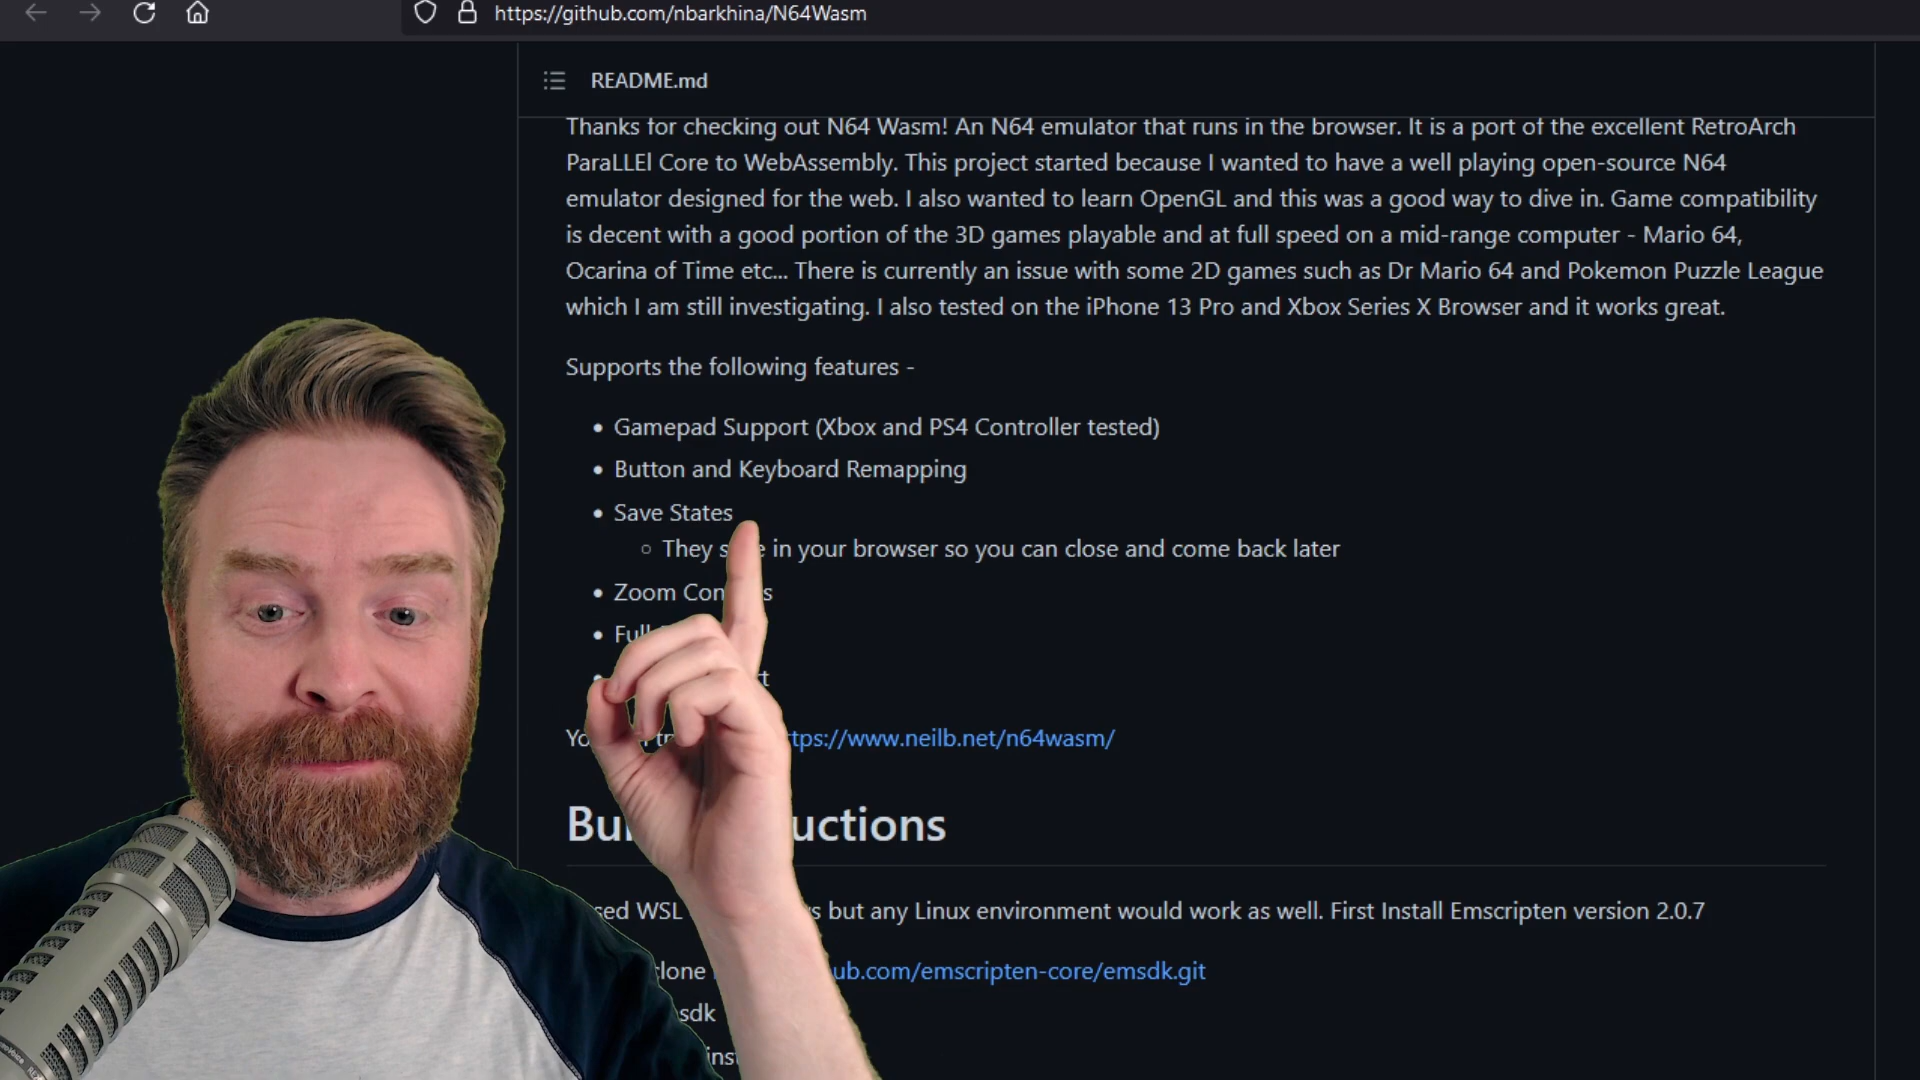 https://github.com/nbarkhina/N64Wasm
README.md
Thanks for checking out N64 Wasm! An N64 emulator that runs in the browser. It is a port of the excellent RetroArch
ParaLLEl Core to WebAssembly. This project started because I wanted to have a well playing open-source N64
emulator designed for the web. I also wanted to learn OpenGL and this was a good way to dive in. Game compatibility
is decent with a good portion of the 3D games playable and at full speed on a mid-range computer - Mario 64,
Ocarina of Time etc... There is currently an issue with some 2D games such as Dr Mario 64 and Pokemon Puzzle League
which I am still investigating. I also tested on the iPhone 13 Pro and Xbox Series X Browser and it works great.
Supports the following features -
• Gamepad Support (Xbox and PS4 Controller tested)
• Button and Keyboard Remapping
• Save States
○ They in your browser so you can close and come back later
• Zoom
• Full
https://www.neilb.net/n64wasm/
WSL but any Linux environment would work as well. First Install Emscripten version 2.0.7
clone ub.com/emscripten-core/emsdk.git
sdk